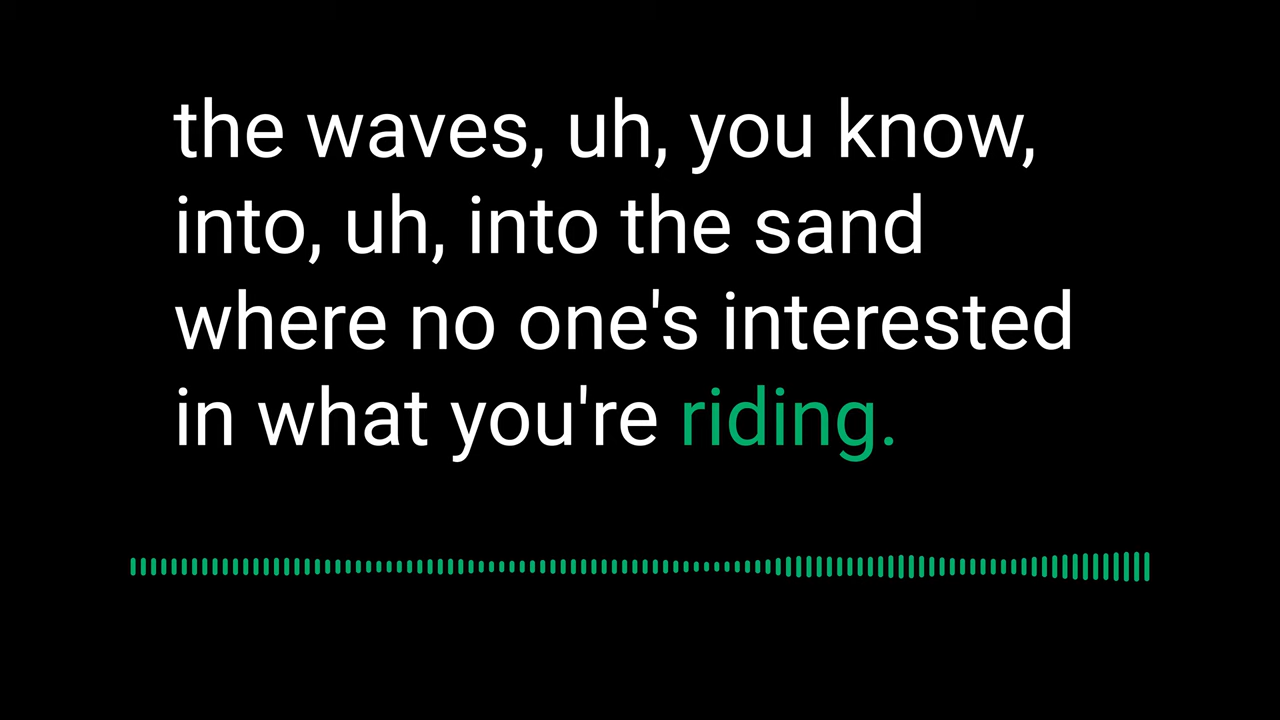 the waves, uh, you know,
into, uh, into the sand
where no one's interested
in what you're riding.